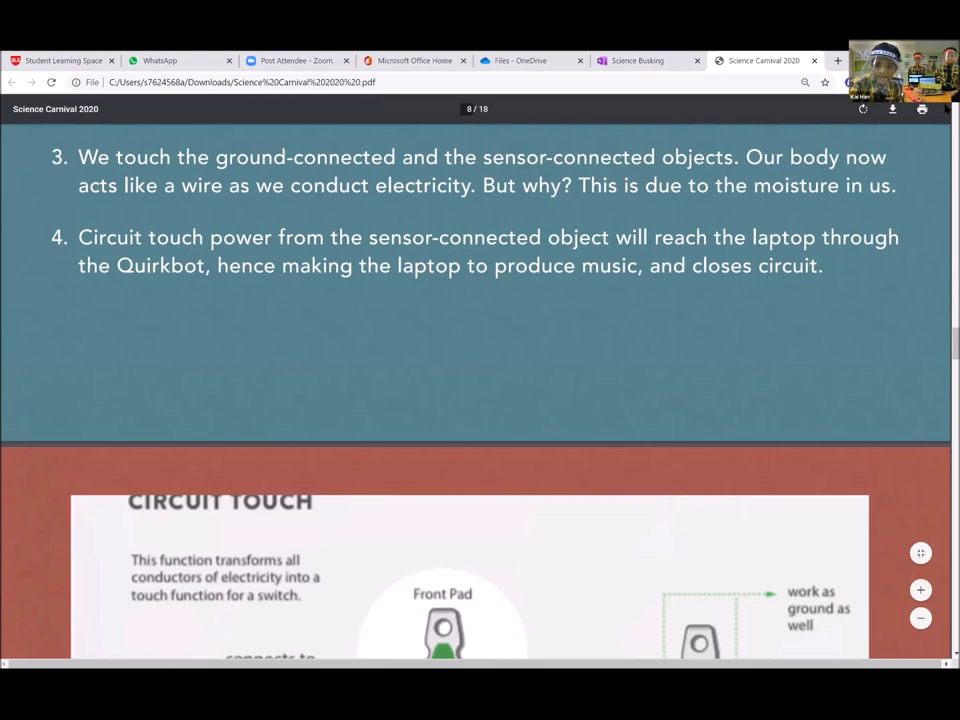 Student Learning Space
WhatsApp
Post Attendee - Zoom
Microsoft Office Home
Files - OneDrive
Science Busking
Science Carnival 2020
File
C:/Users/s7624568a/Downloads/Science%20Carnival%202020%20.pdf
Kai Han
Science Carnival 2020
8 / 18
3. We touch the ground-connected and the sensor-connected objects. Our body now
acts like a wire as we conduct electricity. But why? This is due to the moisture in us.
4. Circuit touch power from the sensor-connected object will reach the laptop through
the Quirkbot, hence making the laptop to produce music, and closes circuit.
CIRCUIT TOUCH
This function transforms all
conductors of electricity into a
touch function for a switch.
Front Pad
work as
ground as
well
connects to